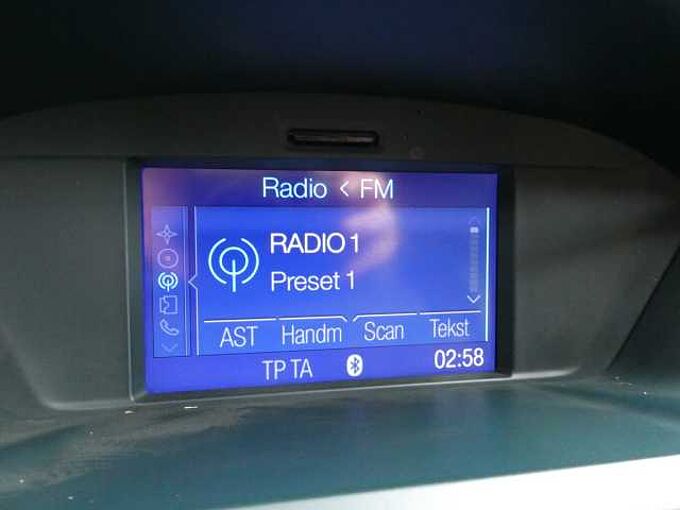 Radio < FM
RADIO 1
Preset 1
AST Handm Scan Tekst
TP TA 02:58